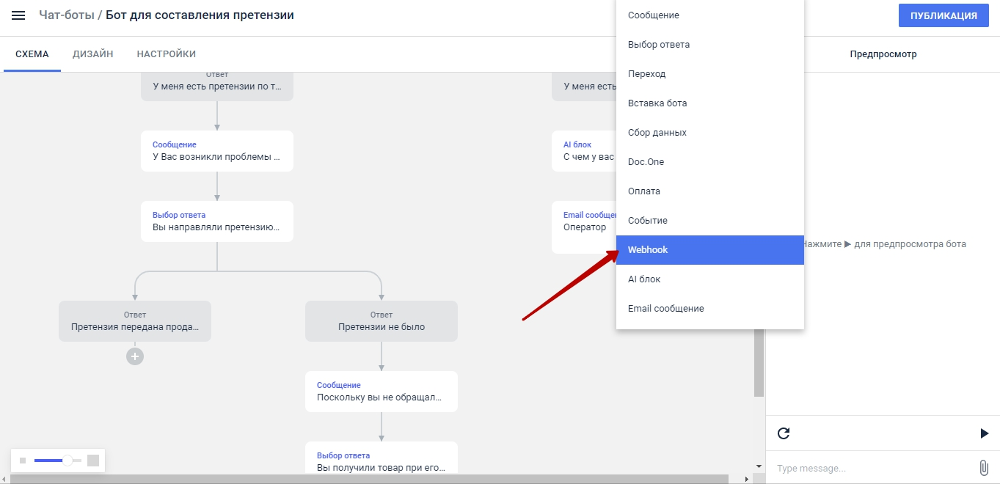 Чат-боты / Бот для составления претензии
ПУБЛИКАЦИЯ
СХЕМА
ДИЗАЙН
НАСТРОЙКИ
Предпросмотр
Ответ
У меня есть претензии по т...
Сообщение
У Вас возникли проблемы ...
Выбор ответа
Вы направляли претензию...
Ответ
Претензия передана прода...
Ответ
Претензии не было
Сообщение
Поскольку вы не обращал...
Выбор ответа
Вы получили товар при его...
У меня есть
AI блок
С чем у вас
Email сообще
Оператор
Сообщение
Выбор ответа
Переход
Вставка бота
Сбор данных
Doc.One
Оплата
Событие
Webhook
AI блок
Email сообщение
Нажмите ▶ для предпросмотра бота
Type message...